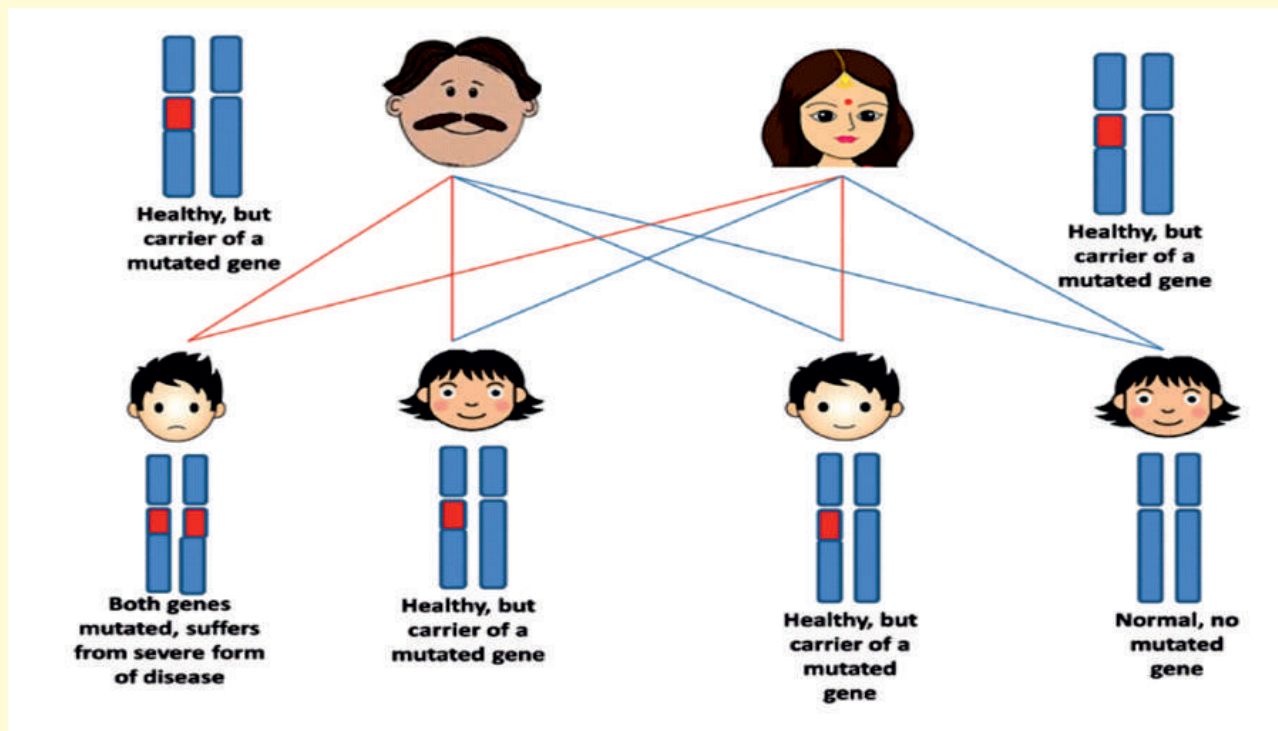 Healthy, but
carrier of a
mutated gene
Healthy, but
carrier of a
mutated gene
Both genes
mutated, suffers
from severe form
of disease
Healthy, but
carrier of a
mutated gene
Healthy, but
carrier of a
mutated
gene
Normal, no
mutated
gene